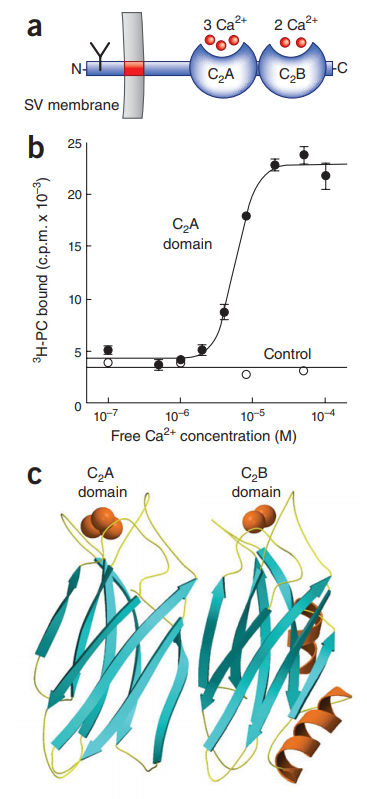 a
3 Ca²⁺
2 Ca²⁺
N-
C₂A
C₂B
-C
SV membrane
b
25
20
15
10
5
0
³H-PC bound (c.p.m. x 10⁻³)
C₂A
domain
Control
10⁻⁷
10⁻⁶
10⁻⁵
10⁻⁴
Free Ca²⁺ concentration (M)
c
C₂A
domain
C₂B
domain